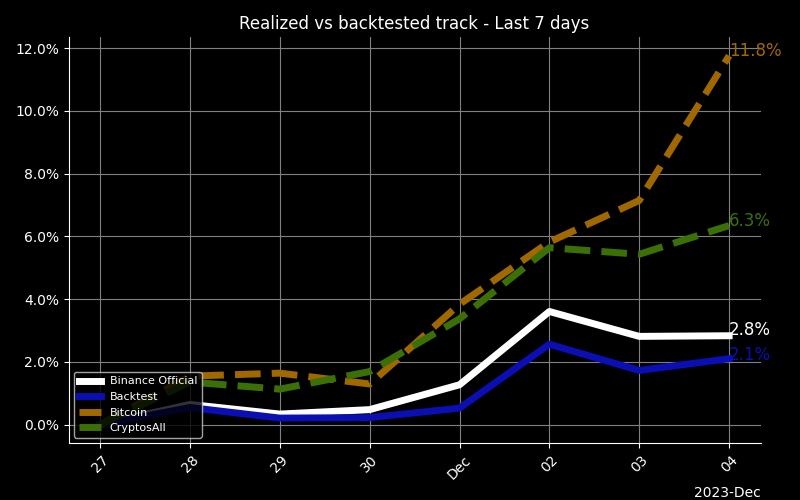 Realized vs backtested track - Last 7 days
12.0%
10.0%
8.0%
6.0%
4.0%
2.0%
0.0%
11.8%
6.3%
2.8%
2.1%
Binance Official
Backtest
Bitcoin
CryptosAll
27
28
29
30
Dec
02
03
04
2023-Dec